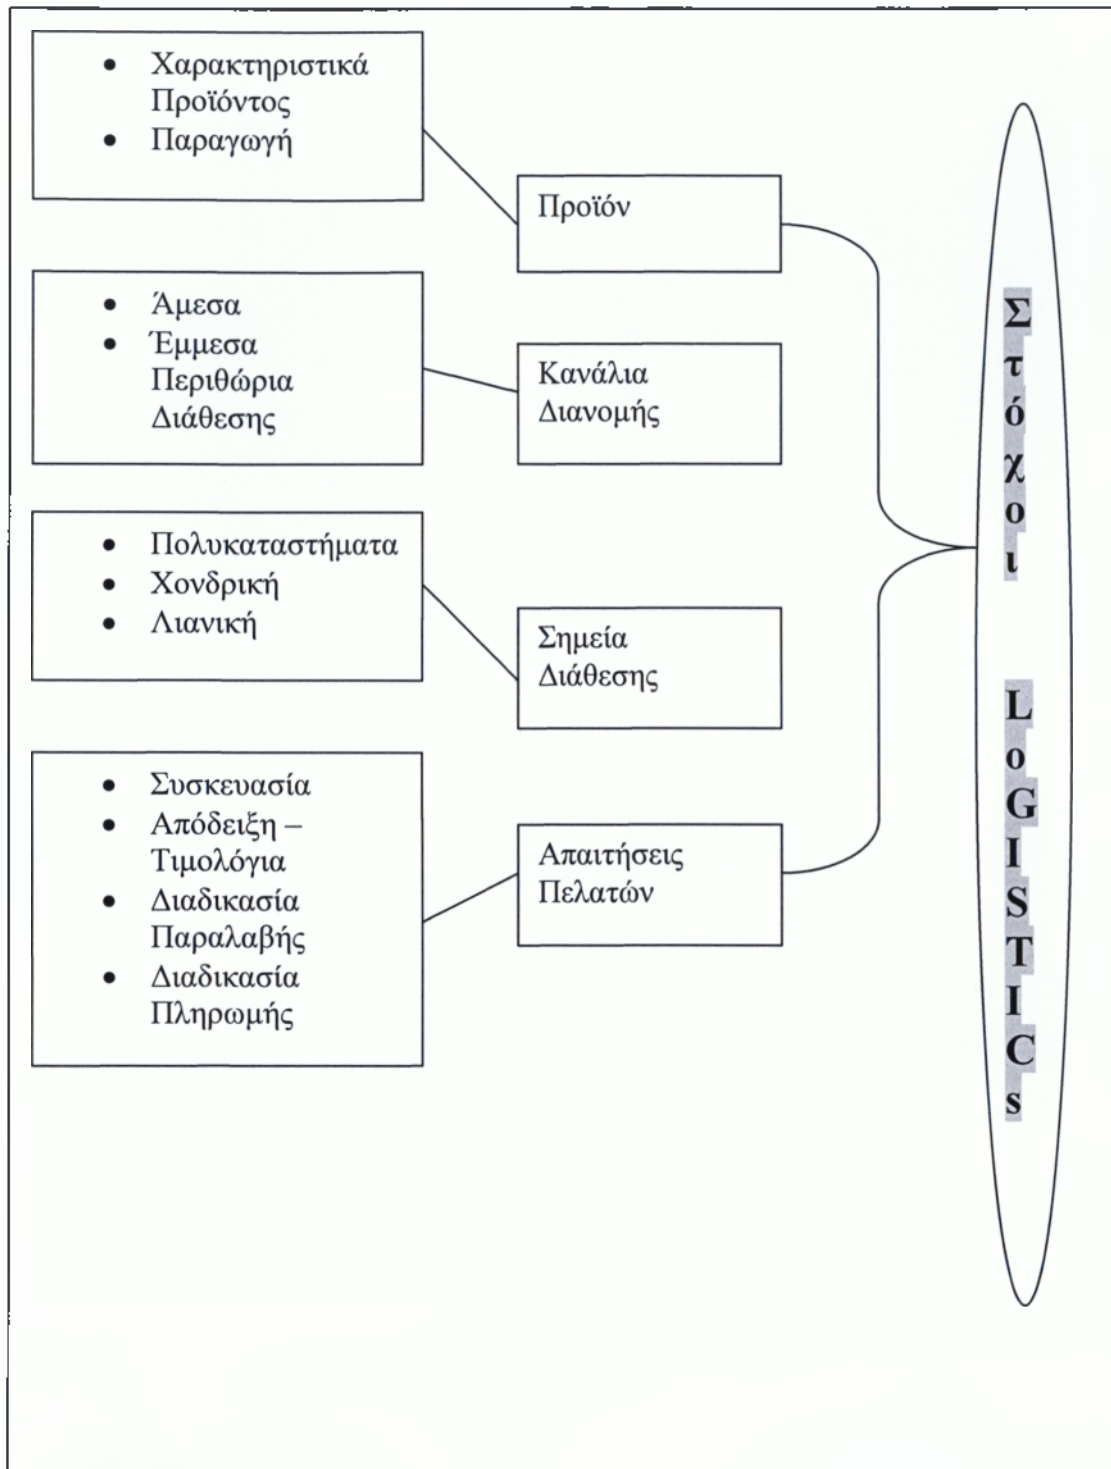 • Χαρακτηριστικά
Προϊόντος
• Παραγωγή
Προϊόν
• Άμεσα
• Έμμεσα
Περιθώρια
Διάθεσης
Κανάλια
Διανομής
• Πολυκαταστήματα
• Χονδρική
• Λιανική
Σημεία
Διάθεσης
• Συσκευασία
• Απόδειξη –
Τιμολόγια
• Διαδικασία
Παραλαβής
• Διαδικασία
Πληρωμής
Απαιτήσεις
Πελατών
Στόχοι LoGISTICs